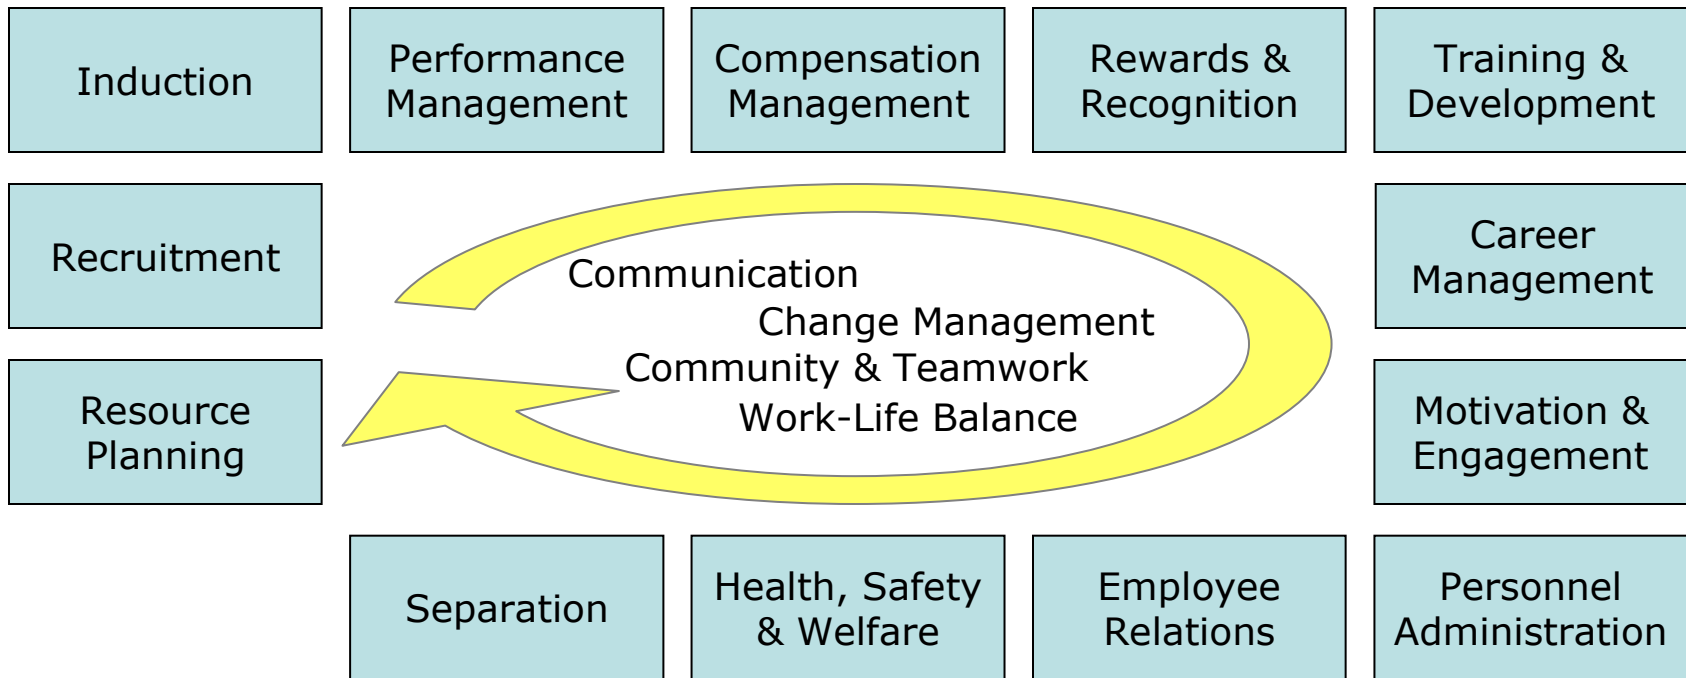 Induction
Performance
Management
Compensation
Management
Rewards &
Recognition
Training &
Development
Recruitment
Career
Management
Communication
Change Management
Community & Teamwork
Work-Life Balance
Resource
Planning
Motivation &
Engagement
Separation
Health, Safety
& Welfare
Employee
Relations
Personnel
Administration